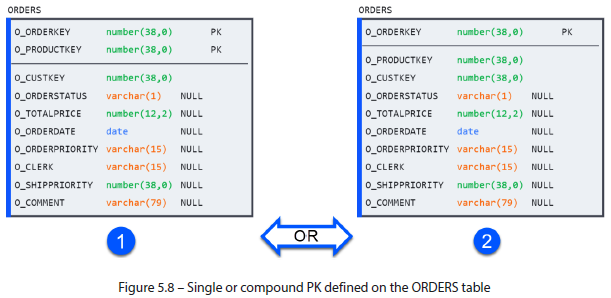 ORDERS
O_ORDERKEY number(38,0) PK
O_PRODUCTKEY number(38,0) PK
O_CUSTKEY number(38,0)
O_ORDERSTATUS varchar(1) NULL
O_TOTALPRICE number(12,2) NULL
O_ORDERDATE date NULL
O_ORDERPRIORITY varchar(15) NULL
O_CLERK varchar(15) NULL
O_SHIPPRIORITY number(38,0) NULL
O_COMMENT varchar(79) NULL
1
OR
ORDERS
O_ORDERKEY number(38,0) PK
O_PRODUCTKEY number(38,0)
O_CUSTKEY number(38,0)
O_ORDERSTATUS varchar(1) NULL
O_TOTALPRICE number(12,2) NULL
O_ORDERDATE date NULL
O_ORDERPRIORITY varchar(15) NULL
O_CLERK varchar(15) NULL
O_SHIPPRIORITY number(38,0) NULL
O_COMMENT varchar(79) NULL
2
Figure 5.8 – Single or compound PK defined on the ORDERS table